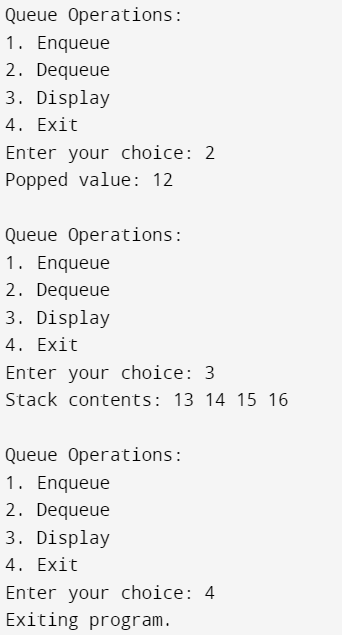 Queue Operations:
1. Enqueue
2. Dequeue
3. Display
4. Exit
Enter your choice: 2
Popped value: 12

Queue Operations:
1. Enqueue
2. Dequeue
3. Display
4. Exit
Enter your choice: 3
Stack contents: 13 14 15 16

Queue Operations:
1. Enqueue
2. Dequeue
3. Display
4. Exit
Enter your choice: 4
Exiting program.